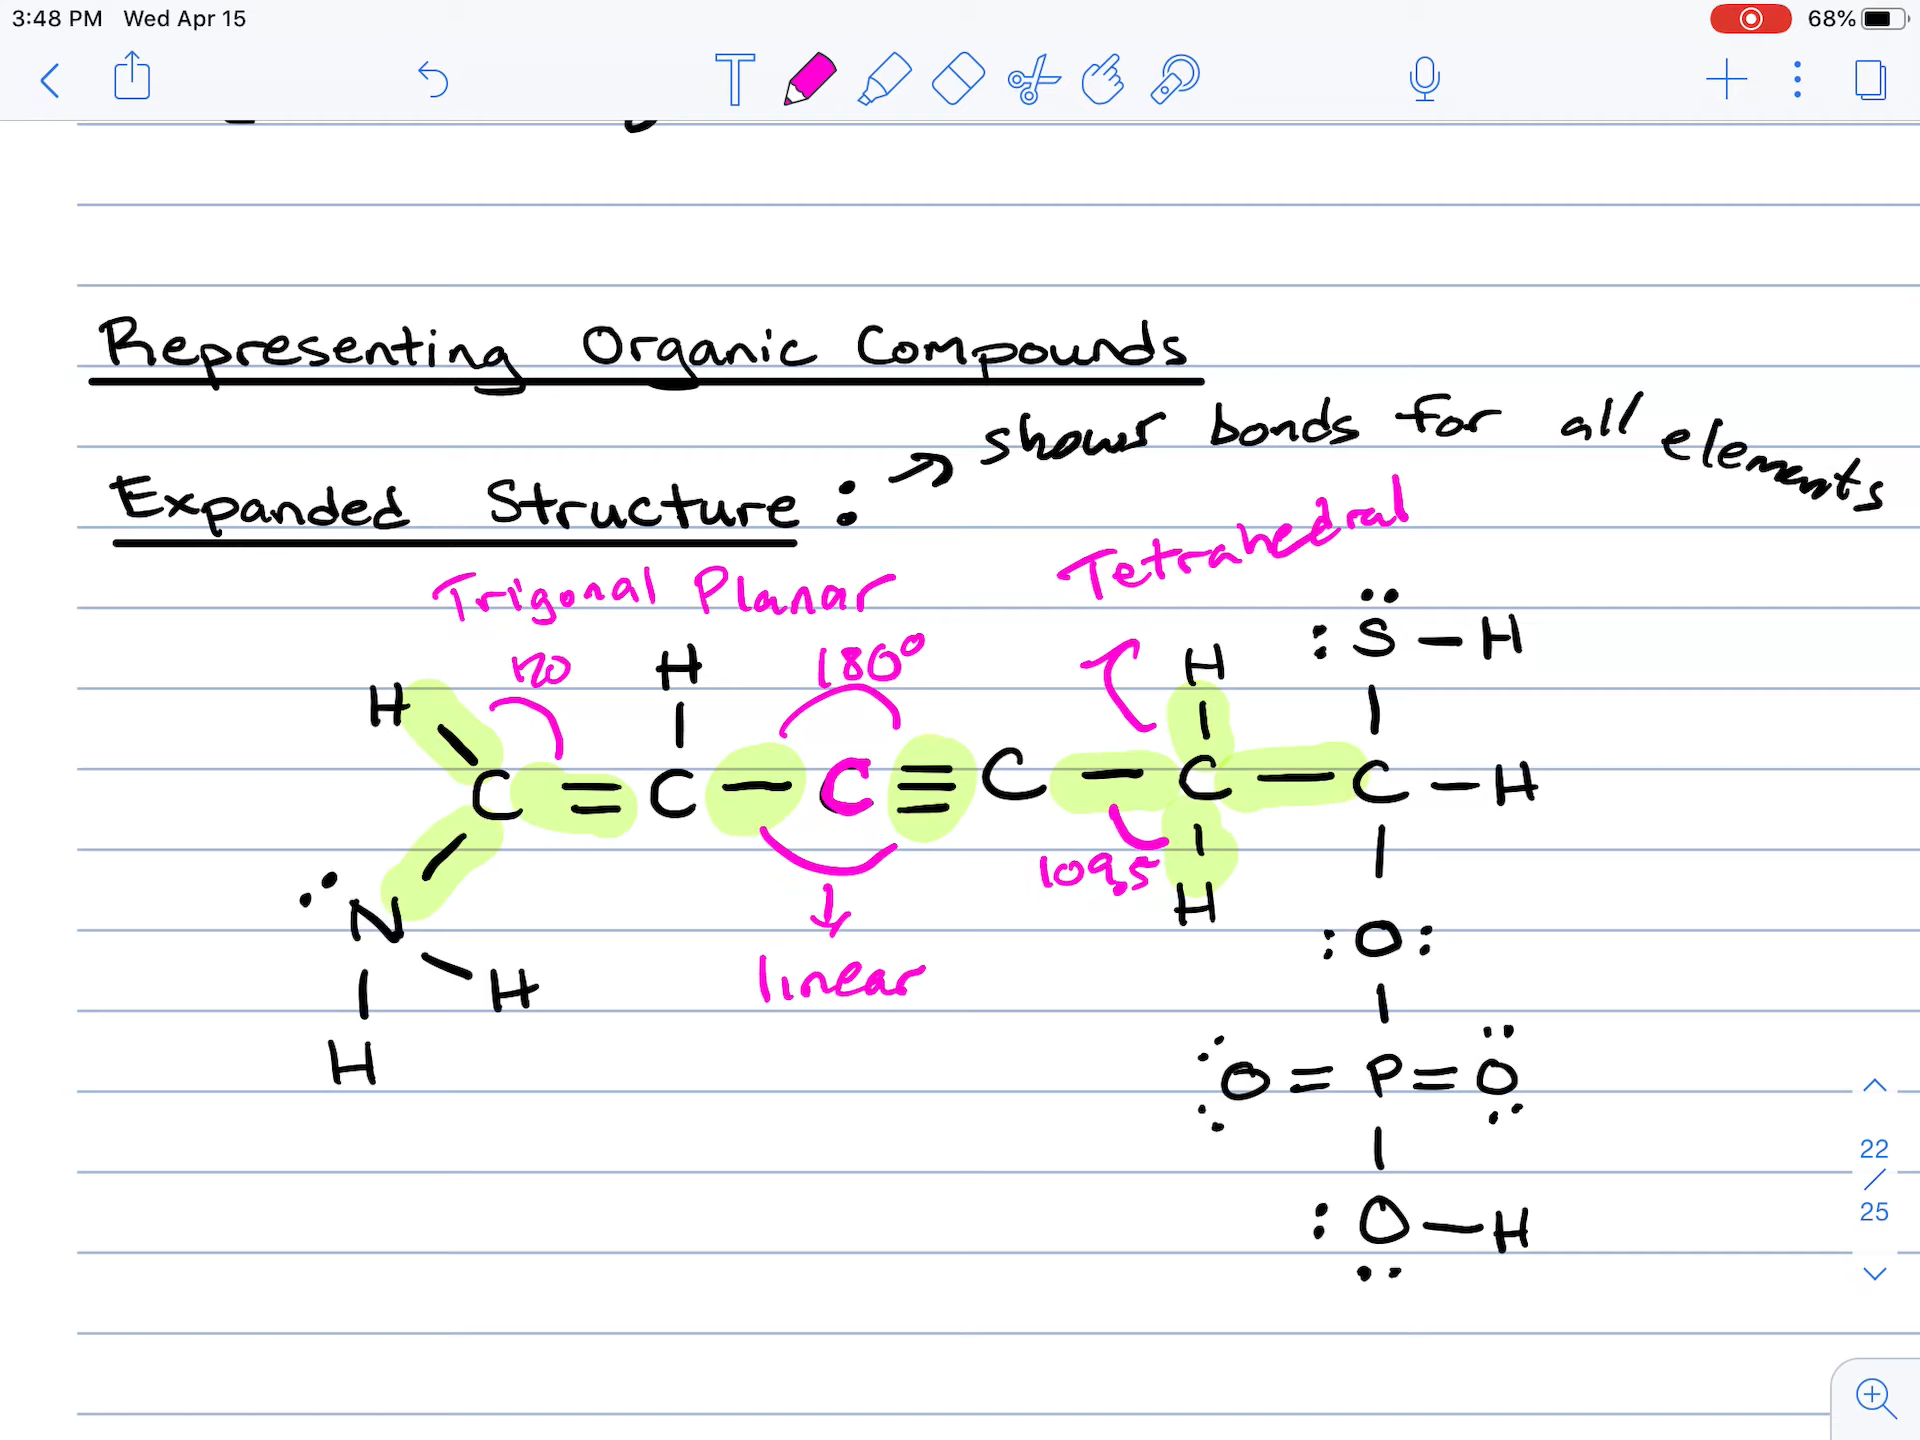 3:48 PM Wed Apr 15 68%
Representing Organic Compounds
Expanded Structure : → shows bonds for all elements
Trigonal Planar Tetrahedral
120 H 180° H :S̈ — H
H
C = C — C ≡ C — C — C — H
109.5
N H :O:
H linear
H O = P = O
22
/
25
:O — H